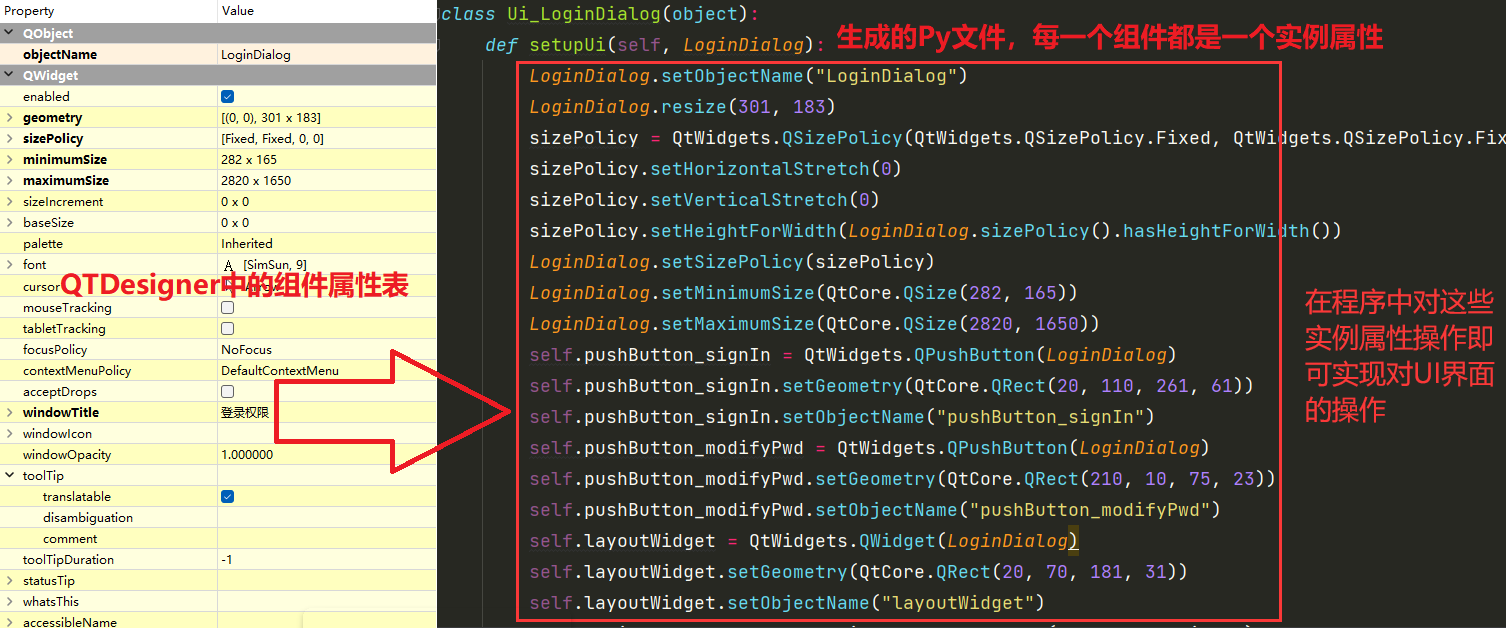 Property Value
QObject
objectName LoginDialog
QWidget
enabled
geometry [(0, 0), 301 x 183]
sizePolicy [Fixed, Fixed, 0, 0]
minimumSize 282 x 165
maximumSize 2820 x 1650
sizeIncrement 0 x 0
baseSize 0 x 0
palette Inherited
font A [SimSun, 9]
cursor
QTDesigner中的组件属性表
mouseTracking
tabletTracking
focusPolicy NoFocus
contextMenuPolicy DefaultContextMenu
acceptDrops
windowTitle 登录权限
windowIcon
windowOpacity 1.000000
toolTip
translatable
disambiguation
comment
toolTipDuration -1
statusTip
whatsThis
accessibleName
class Ui_LoginDialog(object):
def setupUi(self, LoginDialog):
生成的Py文件，每一个组件都是一个实例属性
LoginDialog.setObjectName("LoginDialog")
LoginDialog.resize(301, 183)
sizePolicy = QtWidgets.QSizePolicy(QtWidgets.QSizePolicy.Fixed, QtWidgets.QSizePolicy.Fix
sizePolicy.setHorizontalStretch(0)
sizePolicy.setVerticalStretch(0)
sizePolicy.setHeightForWidth(LoginDialog.sizePolicy().hasHeightForWidth())
LoginDialog.setSizePolicy(sizePolicy)
LoginDialog.setMinimumSize(QtCore.QSize(282, 165))
LoginDialog.setMaximumSize(QtCore.QSize(2820, 1650))
self.pushButton_signIn = QtWidgets.QPushButton(LoginDialog)
self.pushButton_signIn.setGeometry(QtCore.QRect(20, 110, 261, 61))
self.pushButton_signIn.setObjectName("pushButton_signIn")
self.pushButton_modifyPwd = QtWidgets.QPushButton(LoginDialog)
self.pushButton_modifyPwd.setGeometry(QtCore.QRect(210, 10, 75, 23))
self.pushButton_modifyPwd.setObjectName("pushButton_modifyPwd")
self.layoutWidget = QtWidgets.QWidget(LoginDialog)
self.layoutWidget.setGeometry(QtCore.QRect(20, 70, 181, 31))
self.layoutWidget.setObjectName("layoutWidget")
在程序中对这些
实例属性操作即
可实现对UI界面
的操作